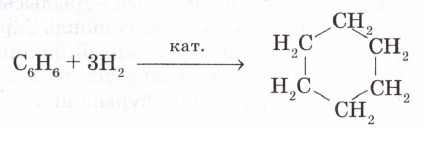 CH₂
кат.
H₂C CH₂
C₆H₆ + 3H₂ ⟶
H₂C CH₂
CH₂